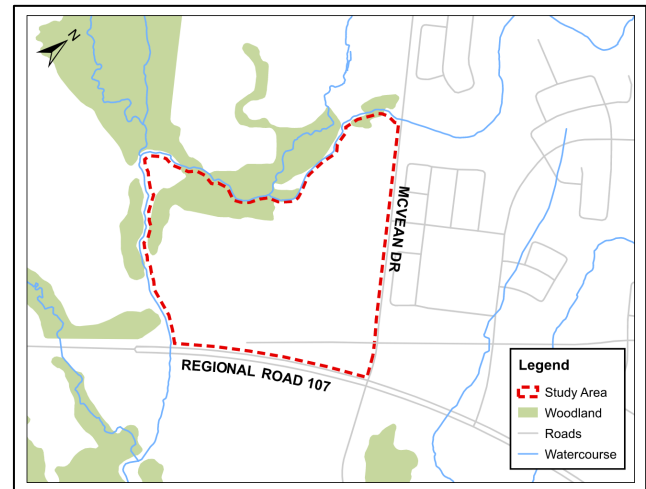 N
MCVEAN DR
REGIONAL ROAD 107
Legend
Study Area
Woodland
Roads
Watercourse